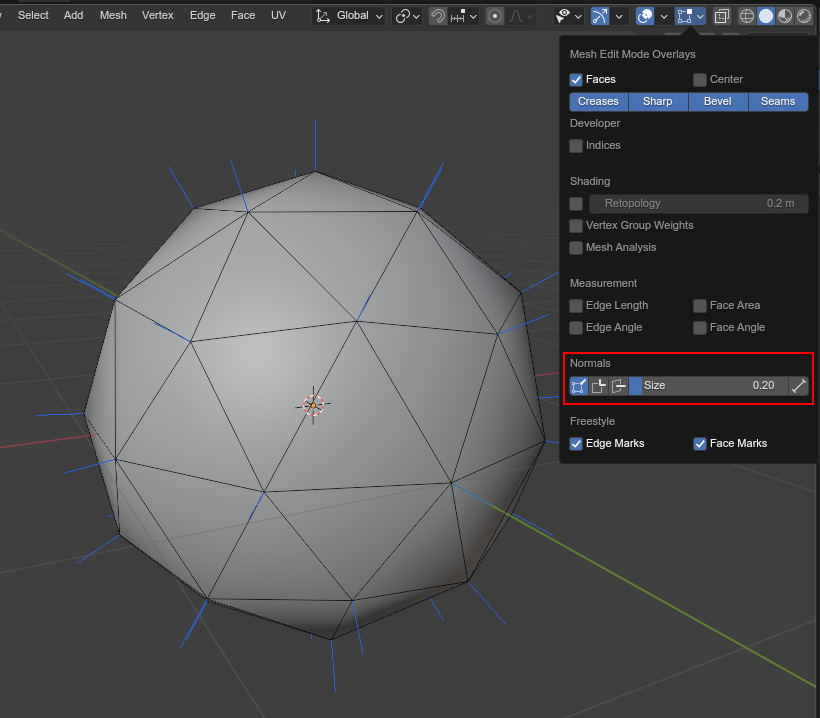 Select Add Mesh Vertex Edge Face UV Global
Mesh Edit Mode Overlays
Faces Center
Creases Sharp Bevel Seams
Developer
Indices
Shading
Retopology 0.2 m
Vertex Group Weights
Mesh Analysis
Measurement
Edge Length Face Area
Edge Angle Face Angle
Normals
Size 0.20
Freestyle
Edge Marks Face Marks